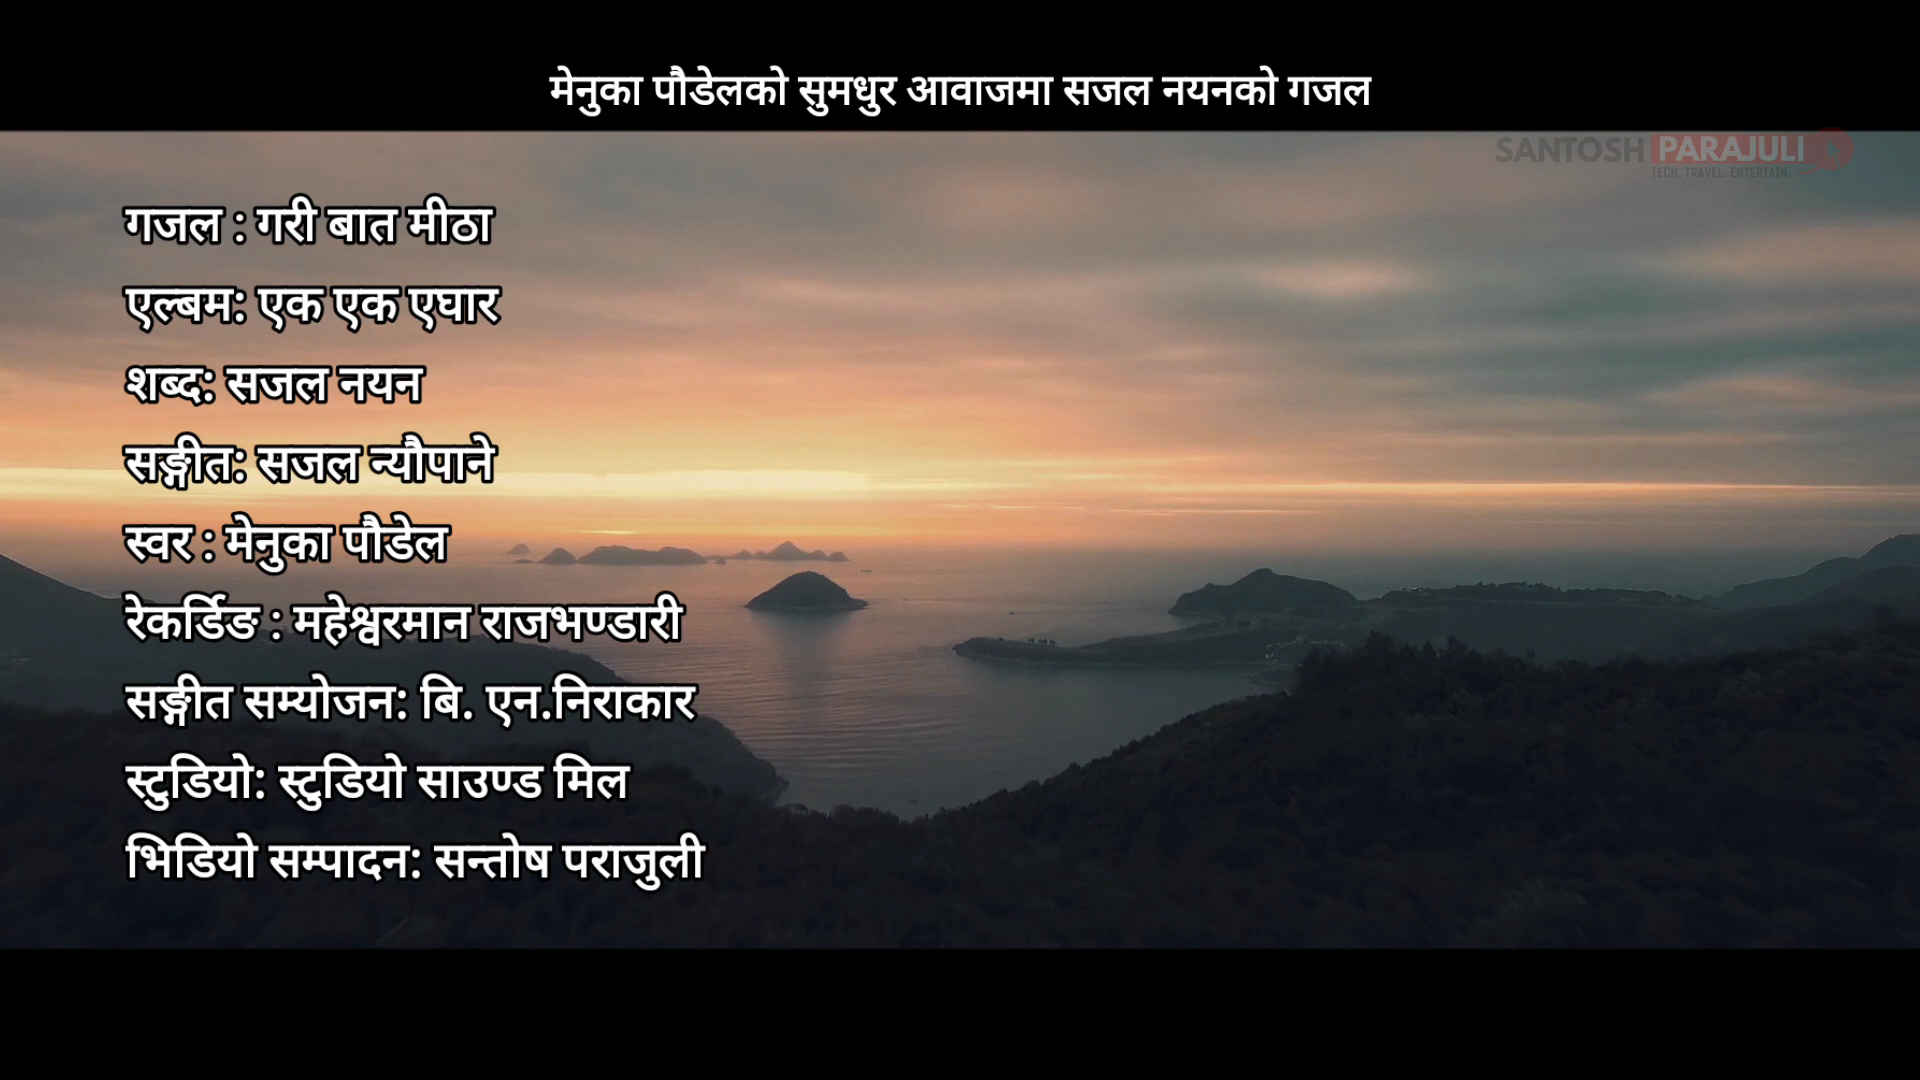 मेनुका पौडेलको सुमधुर आवाजमा सजल नयनको गजल
SANTOSH PARAJULI
TECH. TRAVEL. ENTERTAIN.
गजल : गरी बात मीठा
एल्बम: एक एक एघार
शब्द: सजल नयन
सङ्गीत: सजल न्यौपाने
स्वर : मेनुका पौडेल
रेकर्डिङ : महेश्वरमान राजभण्डारी
सङ्गीत सम्योजन: बि. एन.निराकार
स्टुडियो: स्टुडियो साउण्ड मिल
भिडियो सम्पादन: सन्तोष पराजुली